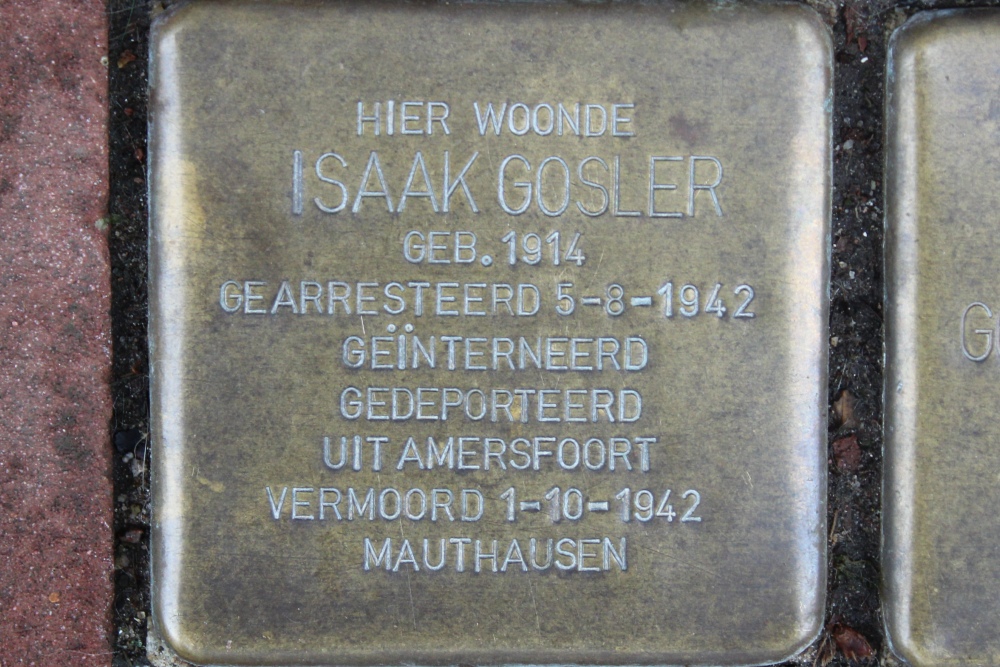 HIER WOONDE
ISAAK GOSLER
GEB. 1914
GEARRESTEERD 5-8-1942
GEÏNTERNEERD
GEDEPORTEERD
UIT AMERSFOORT
VERMOORD 1-10-1942
MAUTHAUSEN